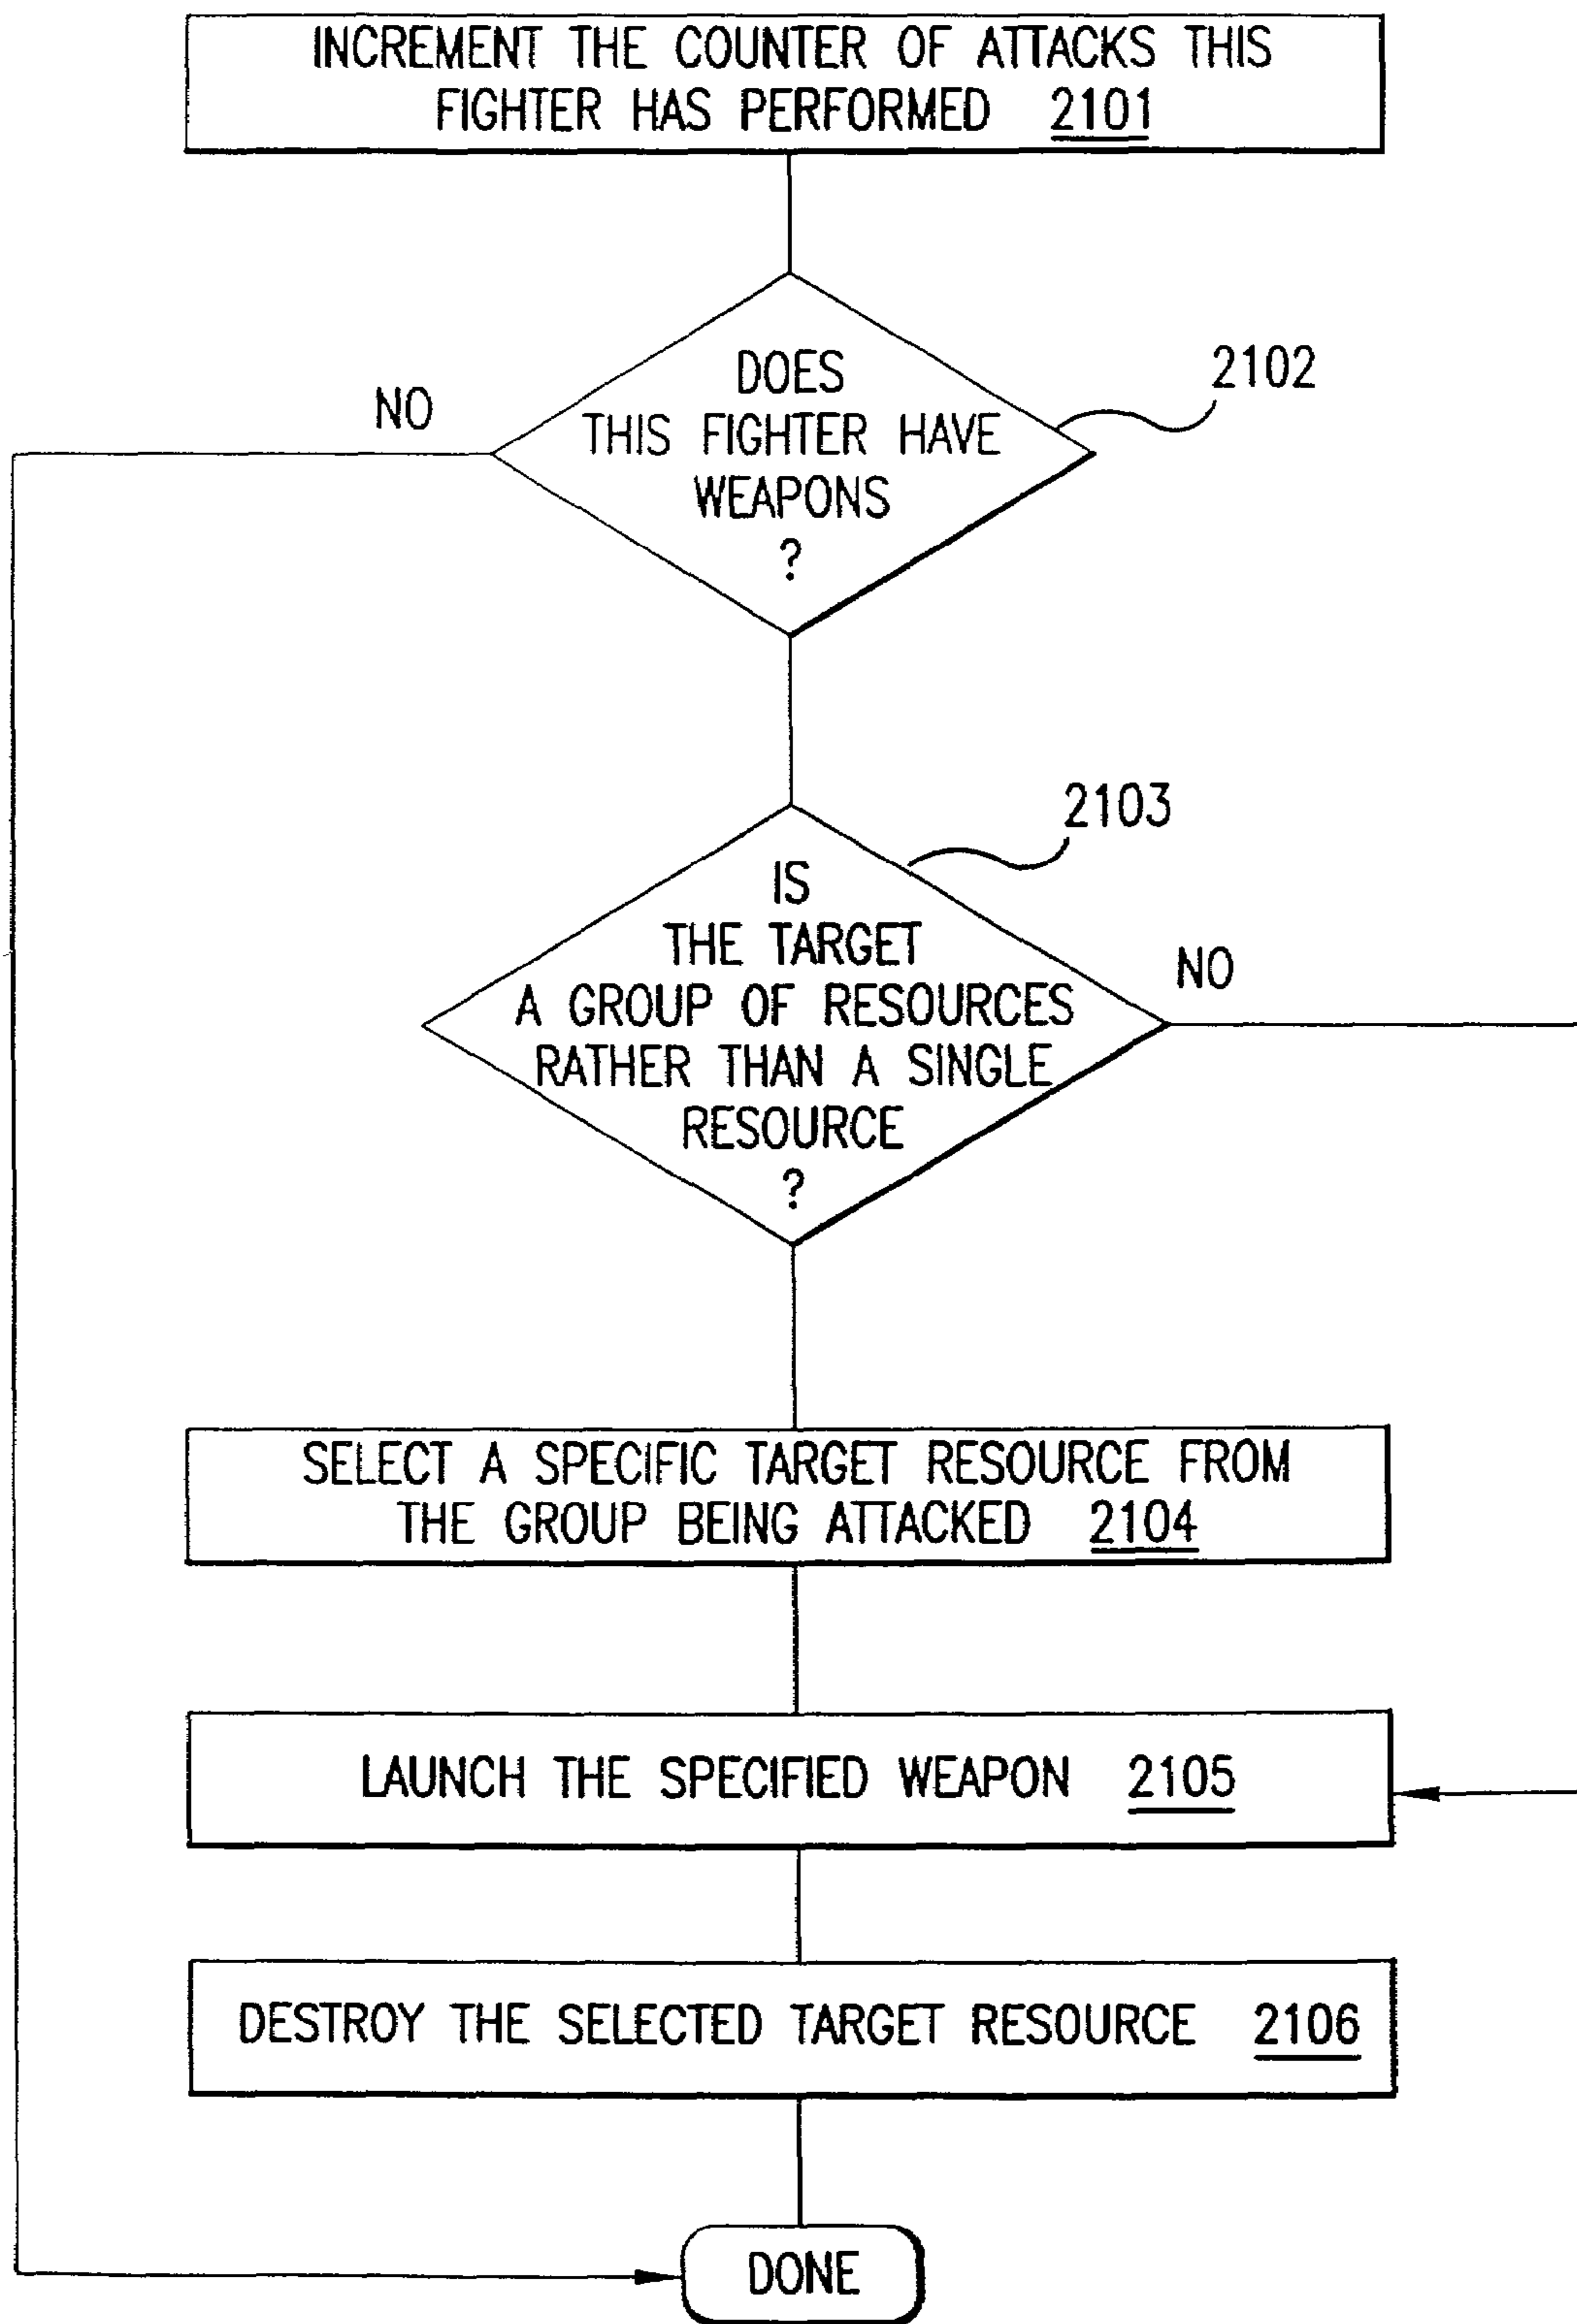 INCREMENT THE COUNTER OF ATTACKS THIS
FIGHTER HAS PERFORMED 2101
DOES
THIS FIGHTER HAVE
WEAPONS
?
2102
NO
IS
THE TARGET
A GROUP OF RESOURCES
RATHER THAN A SINGLE
RESOURCE
?
2103
NO
SELECT A SPECIFIC TARGET RESOURCE FROM
THE GROUP BEING ATTACKED 2104
LAUNCH THE SPECIFIED WEAPON 2105
DESTROY THE SELECTED TARGET RESOURCE 2106
DONE